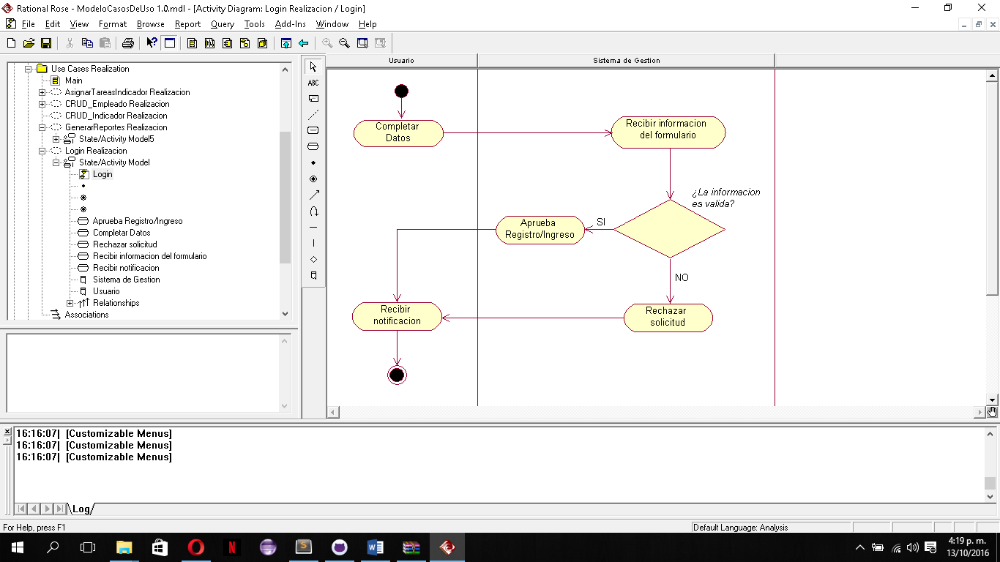 Rational Rose - ModeloCasosDeUso 1.0.mdl - [Activity Diagram: Login Realizacion / Login]
File Edit View Format Browse Report Query Tools Add-Ins Window Help
Use Cases Realization
Main
AsignarTareasIndicador Realizacion
CRUD_Empleado Realizacion
CRUD_Indicador Realizacion
GenerarReportes Realizacion
State/Activity Model5
Login Realizacion
State/Activity Model
Login
Aprueba Registro/Ingreso
Completar Datos
Rechazar solicitud
Recibir informacion del formulario
Recibir notificacion
Sistema de Gestion
Usuario
Relationships
Associations
ABC
Usuario
Sistema de Gestion
Completar
Datos
Recibir informacion
del formulario
¿La informacion
es valida?
SI
Aprueba
Registro/Ingreso
NO
Recibir
notificacion
Rechazar
solicitud
16:16:07| [Customizable Menus]
16:16:07| [Customizable Menus]
16:16:07| [Customizable Menus]
Log
For Help, press F1
Default Language: Analysis
4:19 p. m.
13/10/2016